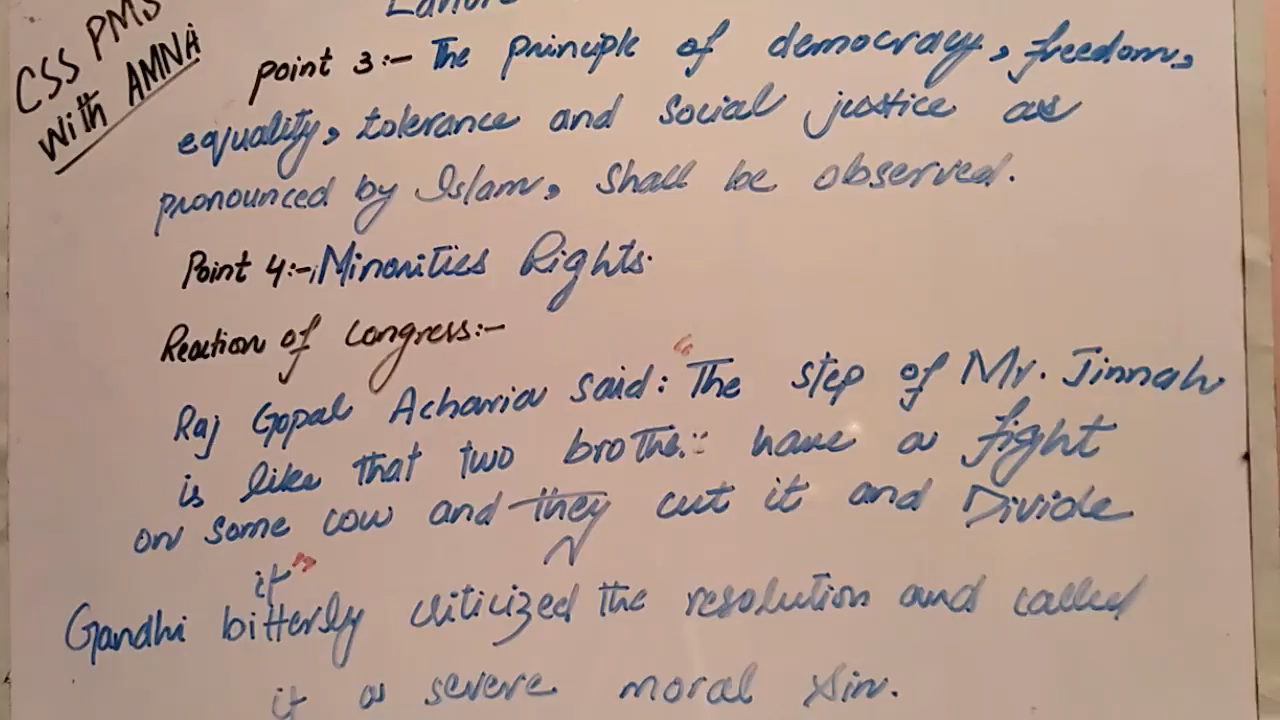 CSS PMS
With AMNA
Lahore
Point 3:- The principle of democracy, freedom,
equality, tolerance and social justice as
pronounced by Islam, shall be observed.
Point 4:- Minorities Rights.
Reaction of Congress:-
Raj Gopal Acharia said: "The step of Mr. Jinnah
is like that two brothe.: have a fight
on some cow and they cut it and Divide
it"
Gandhi bitterly criticized the resolution and called
it a severe moral sin.